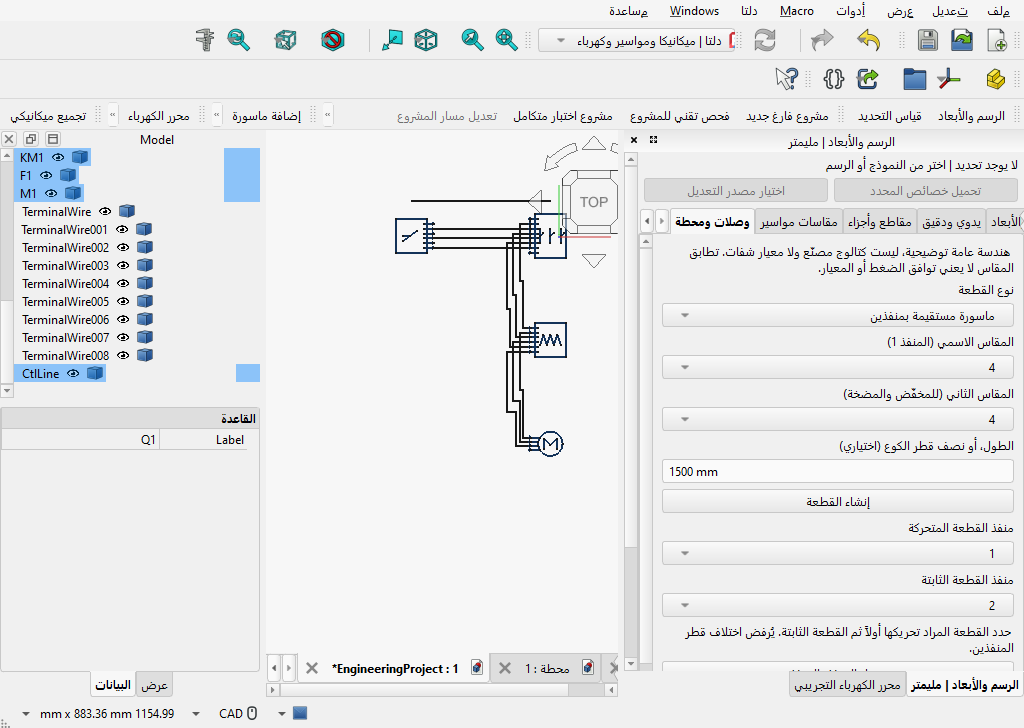 ملف
تعديل
عرض
أدوات
Macro
دلتا
Windows
مساعدة
دلتا | ميكانيكا ومواسير وكهرباء
الرسم والأبعاد
قياس التحديد
مشروع فارغ جديد
فحص تقني للمشروع
مشروع اختبار متكامل
تعديل مسار المشروع
إضافة ماسورة
محرر الكهرباء
تجميع ميكانيكي
Model
KM1
F1
M1
TerminalWire
TerminalWire001
TerminalWire002
TerminalWire003
TerminalWire004
TerminalWire005
TerminalWire006
TerminalWire007
TerminalWire008
CtlLine
القاعدة
Label
Q1
عرض
البيانات
TOP
M
*EngineeringProject : 1
محطة : 1
الرسم والأبعاد | مليمتر
لا يوجد تحديد | اختر من النموذج أو الرسم
تحميل خصائص المحدد
اختيار مصدر التعديل
الأبعاد
يدوي ودقيق
مقاطع وأجزاء
مقاسات مواسير
وصلات ومحطة
هندسة عامة توضيحية، ليست كتالوج مصنّع ولا معيار شفات. تطابق
المقاس لا يعني توافق الضغط أو المعيار.
نوع القطعة
ماسورة مستقيمة بمنفذين
المقاس الاسمي (المنفذ 1)
4
المقاس الثاني (للمخفّض والمضخة)
4
الطول، أو نصف قطر الكوع (اختياري)
1500 mm
إنشاء القطعة
منفذ القطعة المتحركة
1
منفذ القطعة الثابتة
2
حدد القطعة المراد تحريكها أولاً ثم القطعة الثابتة. يُرفض اختلاف قطر
المنفذين.
الرسم والأبعاد | مليمتر
محرر الكهرباء التجريبي
mm x 883.36 mm 1154.99
CAD